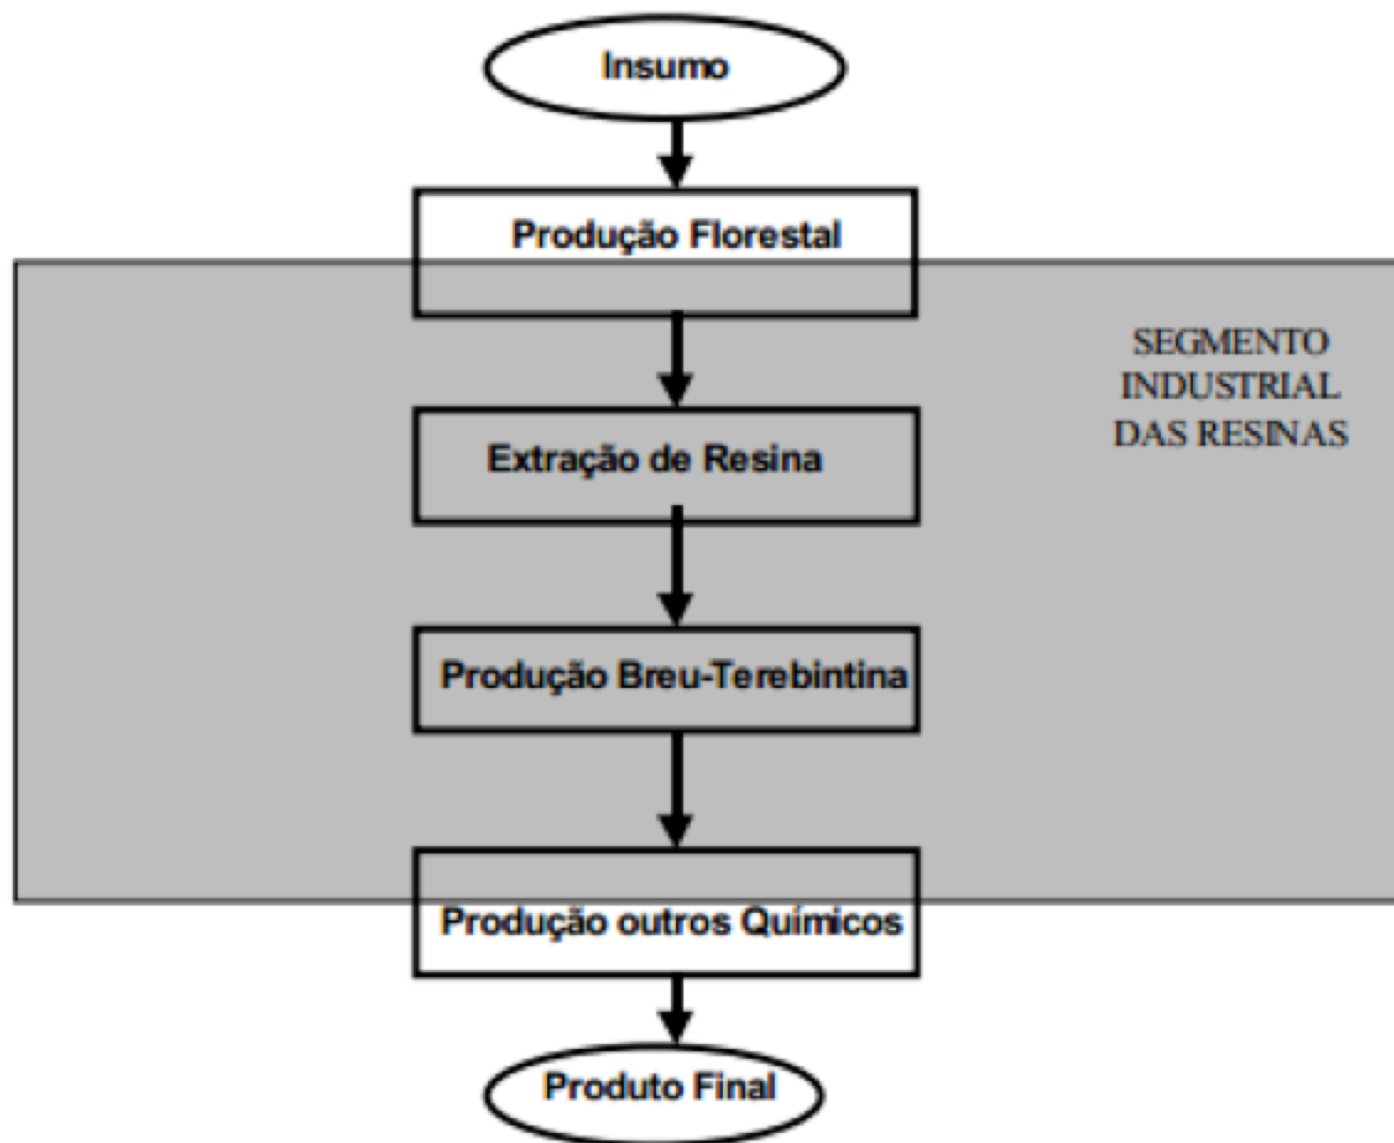 Insumo
Produção Florestal
SEGMENTO
INDUSTRIAL
DAS RESINAS
Extração de Resina
Produção Breu-Terebintina
Produção outros Químicos
Produto Final